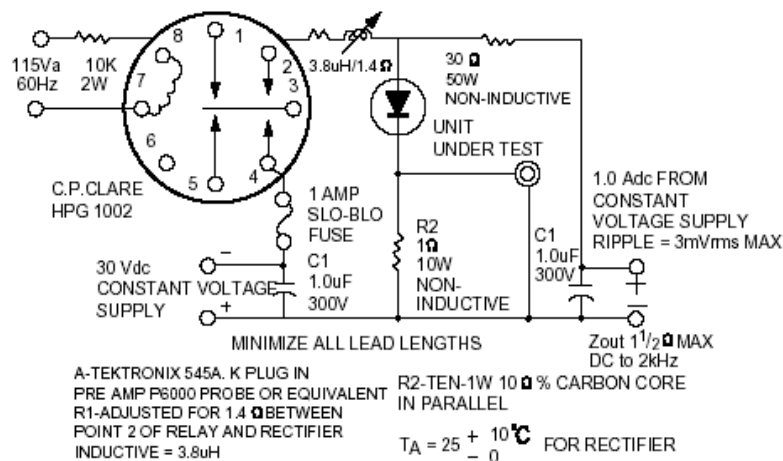 115Va
60Hz
10K
2W
8
1
2
3
7
6
5
4
3.8uH/1.4 Ω
30 Ω
50W
NON-INDUCTIVE
UNIT
UNDER TEST
C.P.CLARE
HPG 1002
1 AMP
SLO-BLO
FUSE
R2
1Ω
10W
NON-
INDUCTIVE
1.0 Adc FROM
CONSTANT
VOLTAGE SUPPLY
RIPPLE = 3mVrms MAX
C1
1.0uF
300V
30 Vdc
CONSTANT VOLTAGE
SUPPLY
−
+
C1
1.0uF
300V
+
−
MINIMIZE ALL LEAD LENGTHS
Zout 1 1/2 Ω MAX
DC to 2kHz
A-TEKTRONIX 545A. K PLUG IN
PRE AMP P6000 PROBE OR EQUIVALENT
R1-ADJUSTED FOR 1.4 Ω BETWEEN
POINT 2 OF RELAY AND RECTIFIER
INDUCTIVE = 3.8uH
R2-TEN-1W 10 Ω % CARBON CORE
IN PARALLEL
TA = 25 + 10 ℃ FOR RECTIFIER
− 0